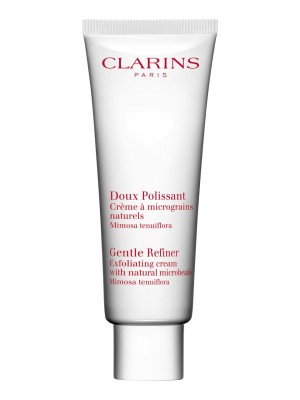 CLARINS
PARIS
Doux Polissant
Crème à micrograins
naturels
Mimosa tenuiflora
Gentle Refiner
Exfoliating cream
with natural microbeads
Mimosa tenuiflora